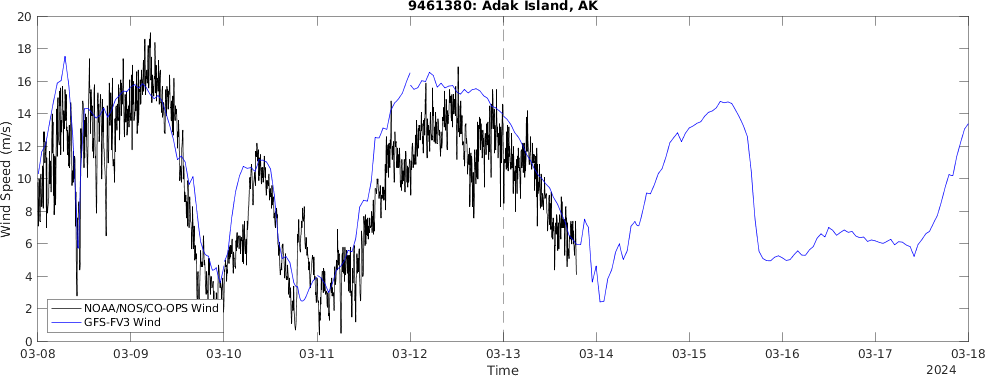 9461380: Adak Island, AK
Wind Speed (m/s)
20
18
16
14
12
10
8
6
4
2
0
NOAA/NOS/CO-OPS Wind
GFS-FV3 Wind
03-08 03-09 03-10 03-11 03-12 03-13 03-14 03-15 03-16 03-17 03-18
Time
2024